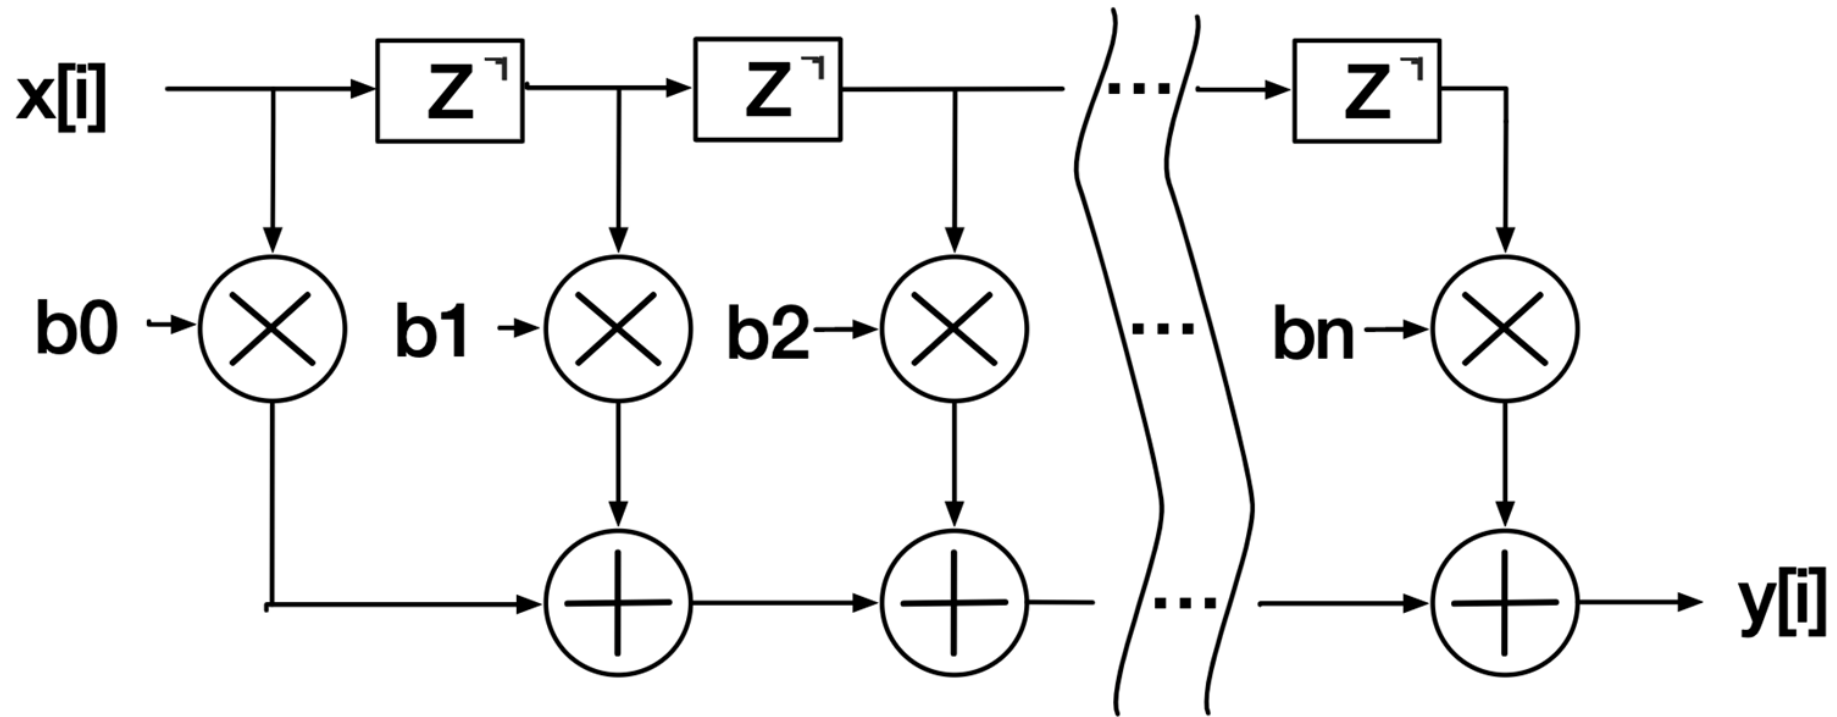 x[i] Z⁻¹ Z⁻¹ ... Z⁻¹
b0 b1 b2 ... bn
... y[i]